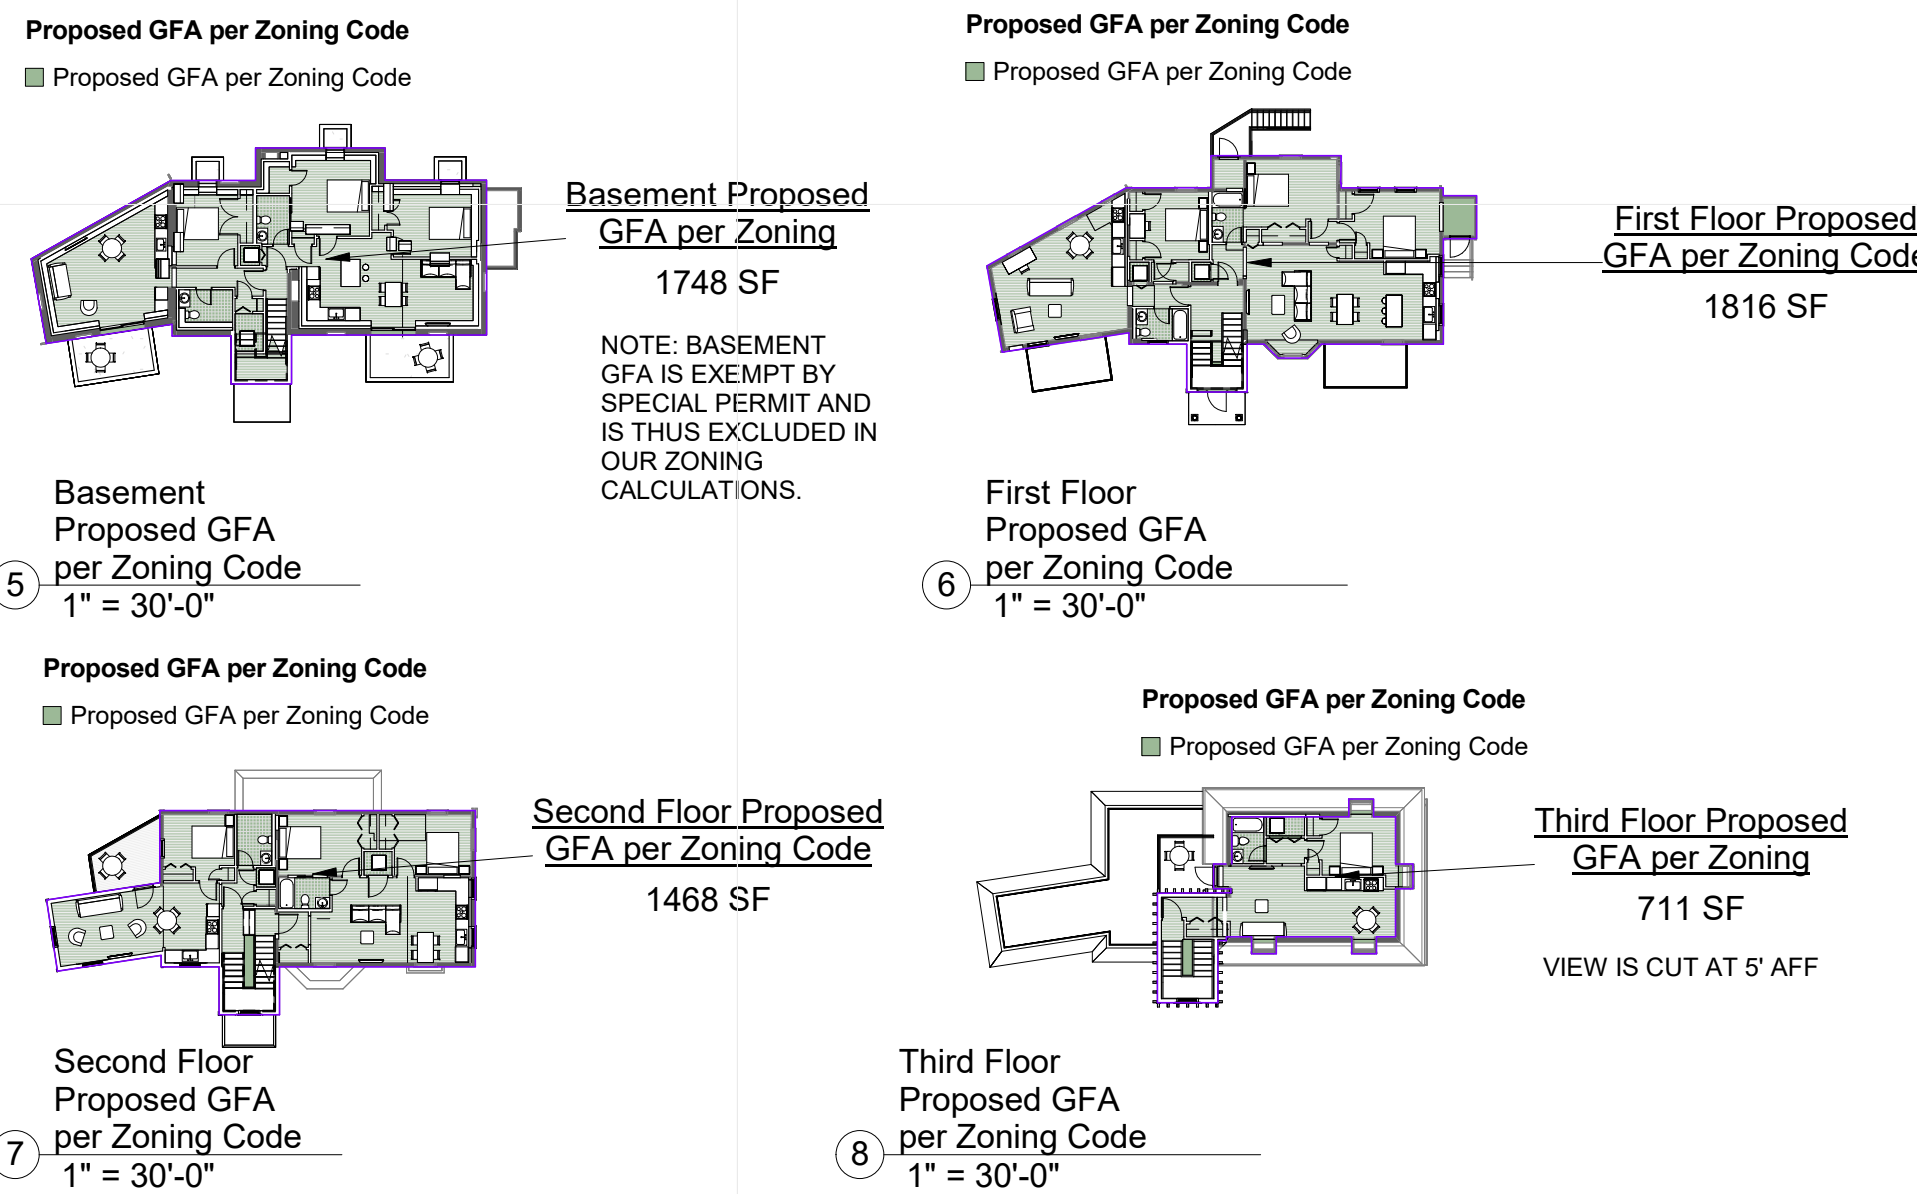 Proposed GFA per Zoning Code
Proposed GFA per Zoning Code
Basement Proposed
GFA per Zoning
1748 SF
NOTE: BASEMENT
GFA IS EXEMPT BY
SPECIAL PERMIT AND
IS THUS EXCLUDED IN
OUR ZONING
CALCULATIONS.
5
Basement
Proposed GFA
per Zoning Code
1" = 30'-0"
Proposed GFA per Zoning Code
Proposed GFA per Zoning Code
First Floor Proposed
GFA per Zoning Code
1816 SF
6
First Floor
Proposed GFA
per Zoning Code
1" = 30'-0"
Proposed GFA per Zoning Code
Proposed GFA per Zoning Code
Second Floor Proposed
GFA per Zoning Code
1468 SF
7
Second Floor
Proposed GFA
per Zoning Code
1" = 30'-0"
Proposed GFA per Zoning Code
Proposed GFA per Zoning Code
Third Floor Proposed
GFA per Zoning
711 SF
VIEW IS CUT AT 5' AFF
8
Third Floor
Proposed GFA
per Zoning Code
1" = 30'-0"